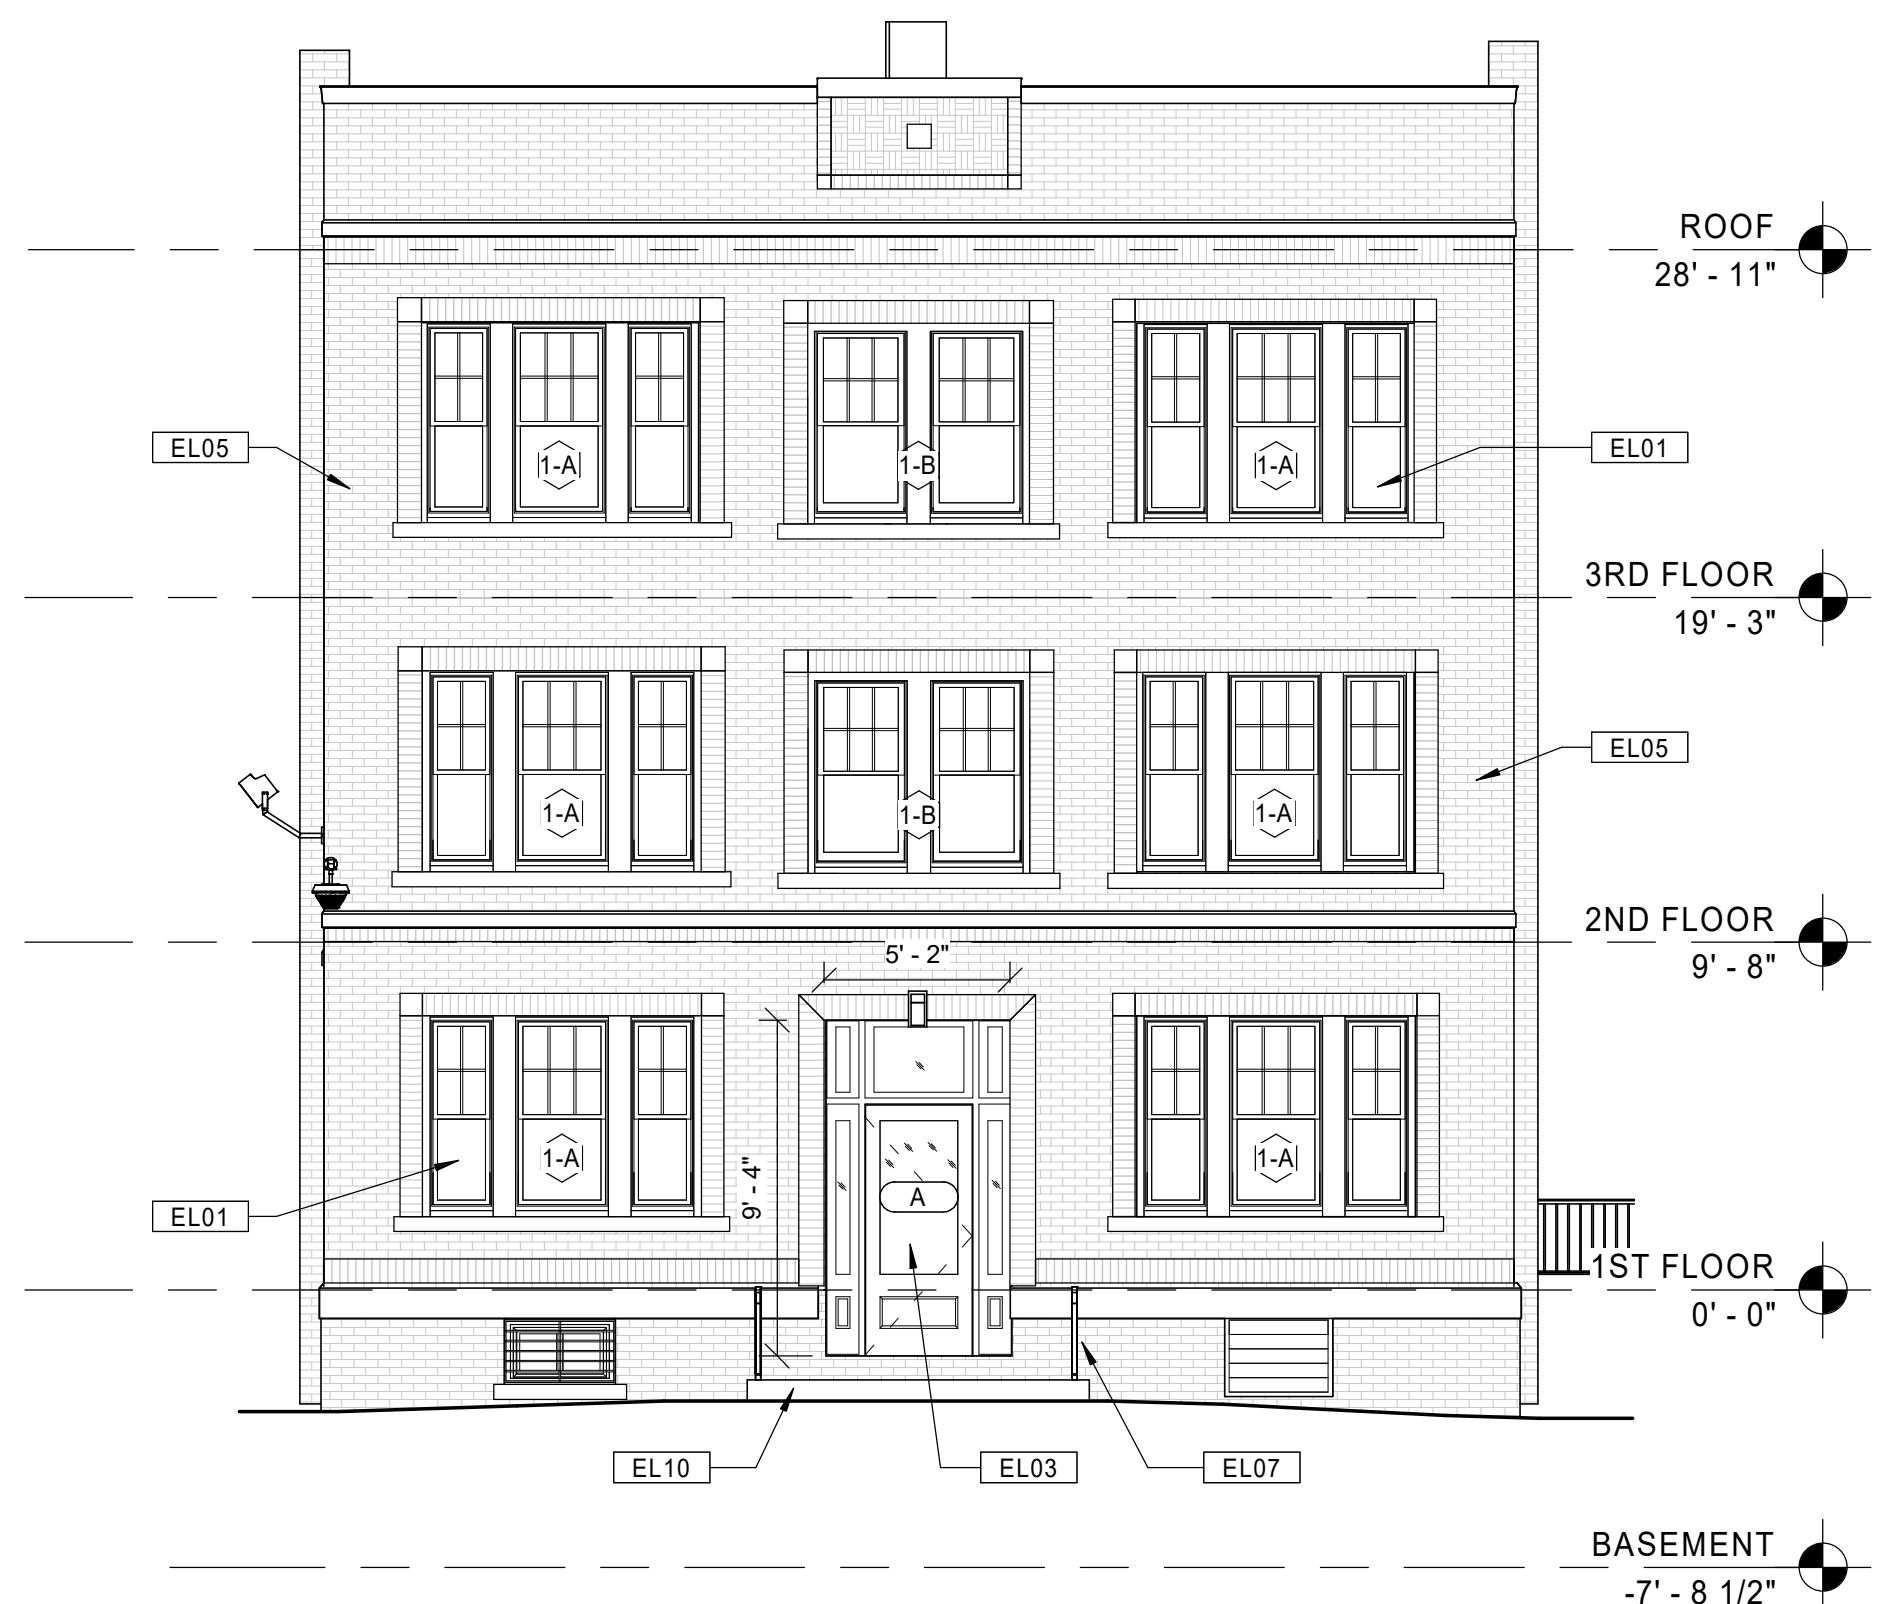 ROOF
28' - 11"
EL05
1-A
1-B
1-A
EL01
3RD FLOOR
19' - 3"
EL05
1-A
1-B
1-A
2ND FLOOR
9' - 8"
5' - 2"
9' - 4"
1-A
1-A
A
EL01
1ST FLOOR
0' - 0"
EL10
EL03
EL07
BASEMENT
-7' - 8 1/2"